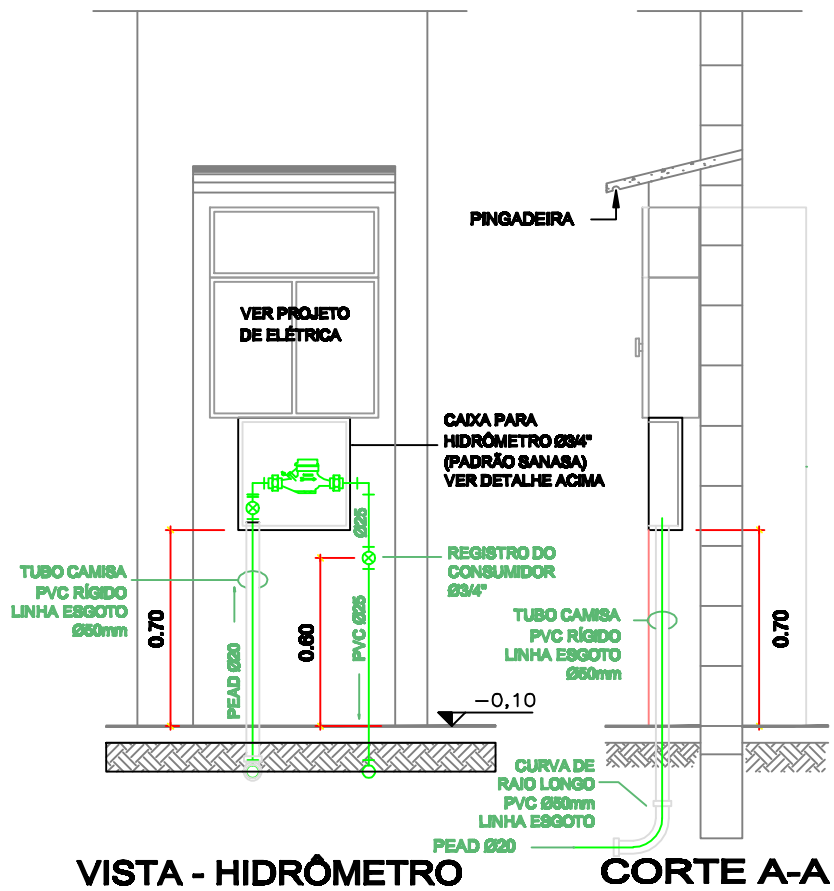 PINGADEIRA
VER PROJETO
DE ELÉTRICA
CAIXA PARA
HIDRÔMETRO Ø3/4"
(PADRÃO SANASA)
VER DETALHE ACIMA
Ø25
REGISTRO DO
CONSUMIDOR
Ø3/4"
TUBO CAMISA
PVC RÍGIDO
LINHA ESGOTO
Ø50mm
0.70
PEAD Ø20
0.60
PVC Ø25
TUBO CAMISA
PVC RÍGIDO
LINHA ESGOTO
Ø50mm
0.70
-0,10
CURVA DE
RAIO LONGO
PVC Ø50mm
LINHA ESGOTO
PEAD Ø20
VISTA - HIDRÔMETRO
CORTE A-A